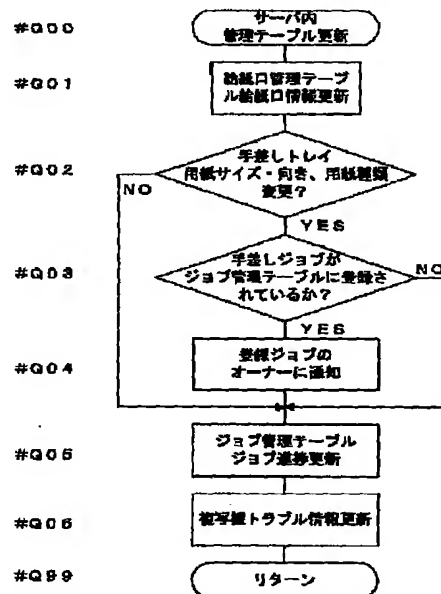 #Q00
サーバ内
管理テーブル更新
#Q01
給紙口管理テーブ
ル給紙口情報更新
#Q02
手差しトレイ
用紙サイズ・向き、用紙種類
変更?
NO
YES
#Q03
手差しジョブが
ジョブ管理テーブルに登録さ
れているか?
NO
YES
#Q04
登録ジョブの
オーナーに通知
#Q05
ジョブ管理テーブル
ジョブ進捗更新
#Q06
複写機トラブル情報更新
#Q99
リターン